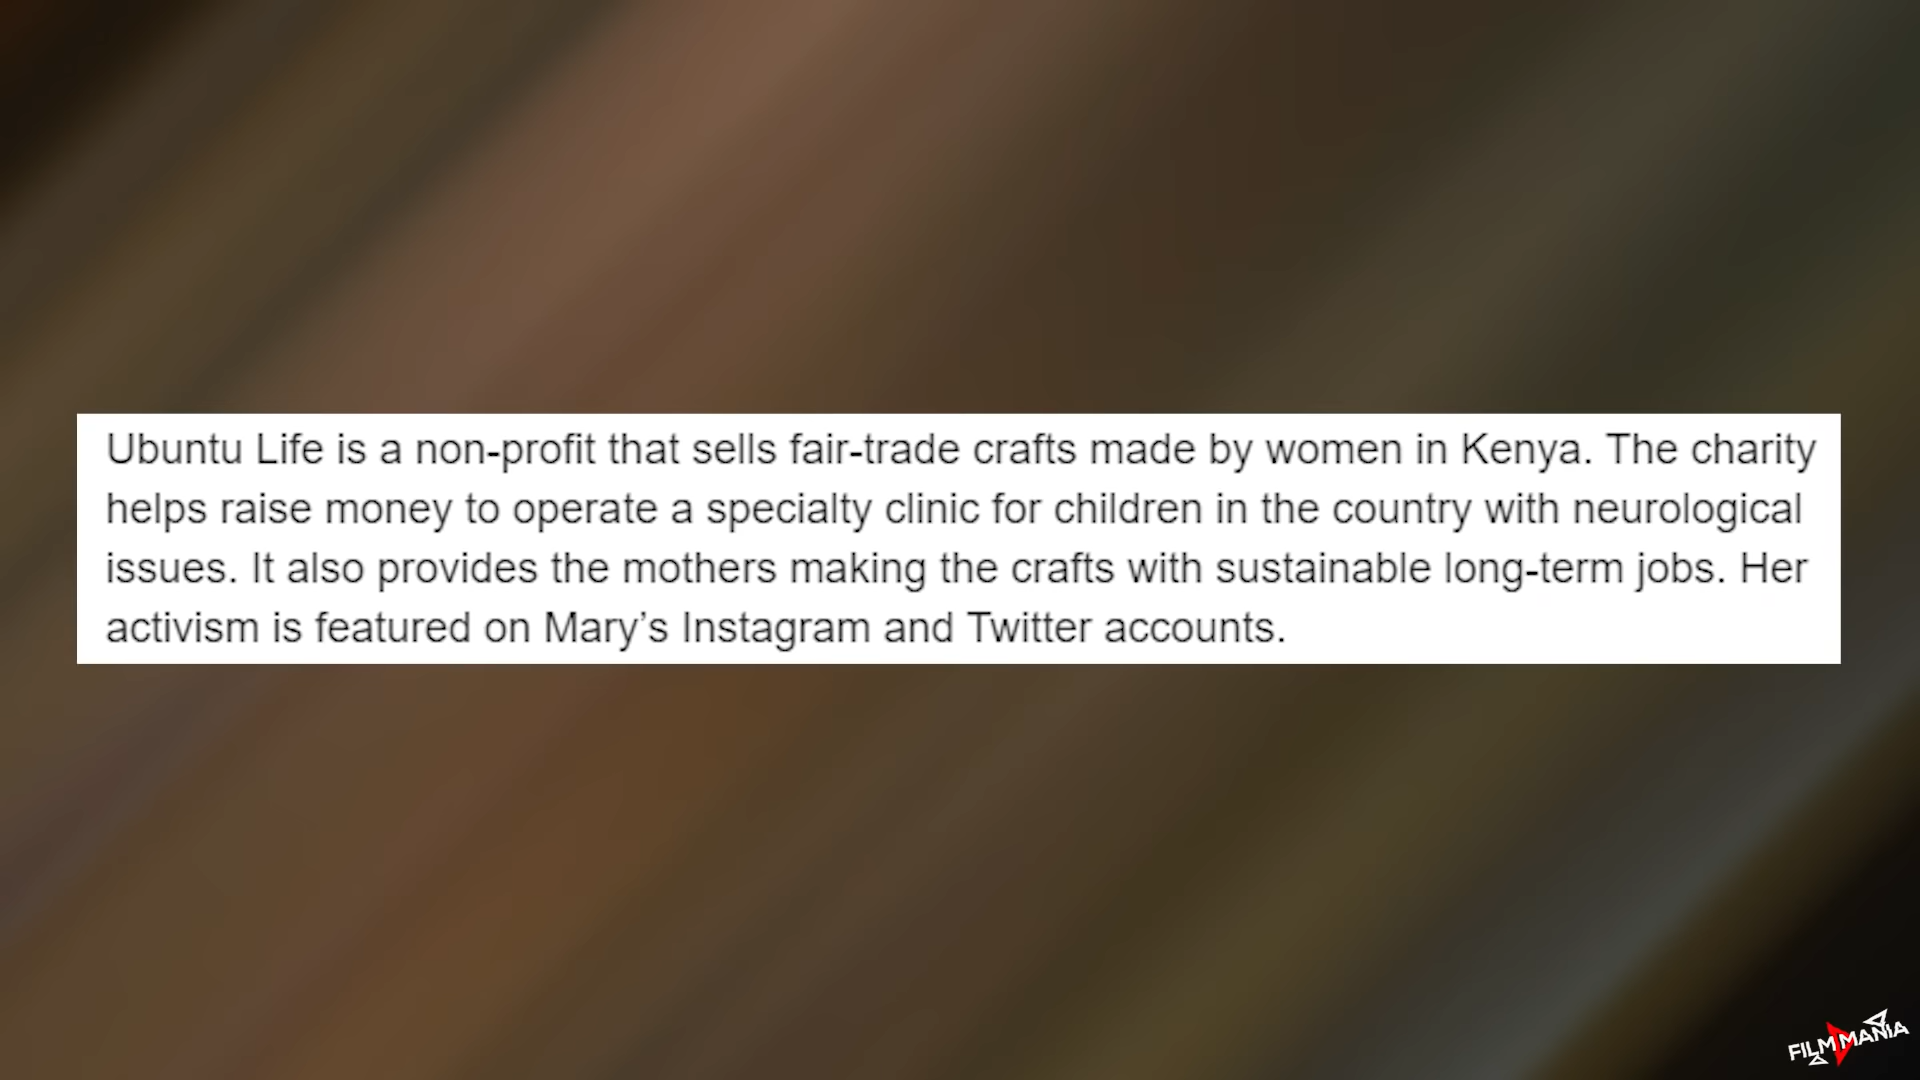 Ubuntu Life is a non-profit that sells fair-trade crafts made by women in Kenya. The charity
helps raise money to operate a specialty clinic for children in the country with neurological
issues. It also provides the mothers making the crafts with sustainable long-term jobs. Her
activism is featured on Mary’s Instagram and Twitter accounts.
FILM MANIA